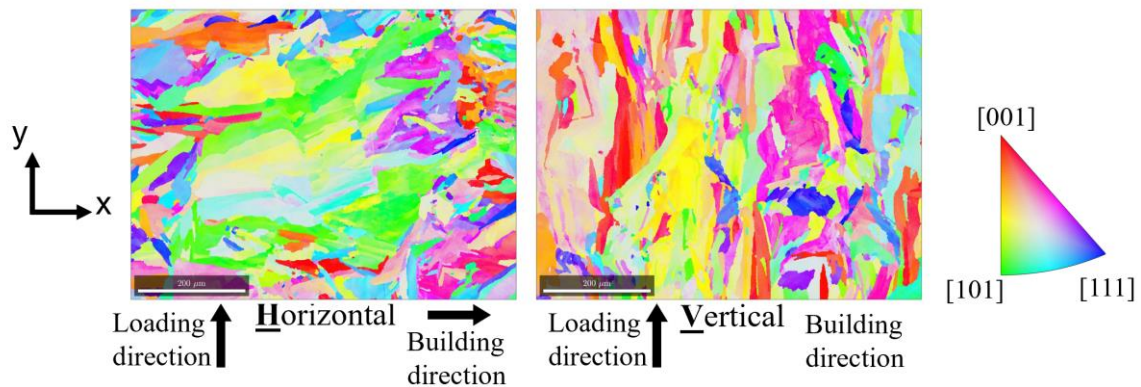 y
x
200 μm
200 μm
Loading
direction
Horizontal
Building
direction
Loading
direction
Vertical
Building
direction
[001]
[101]
[111]